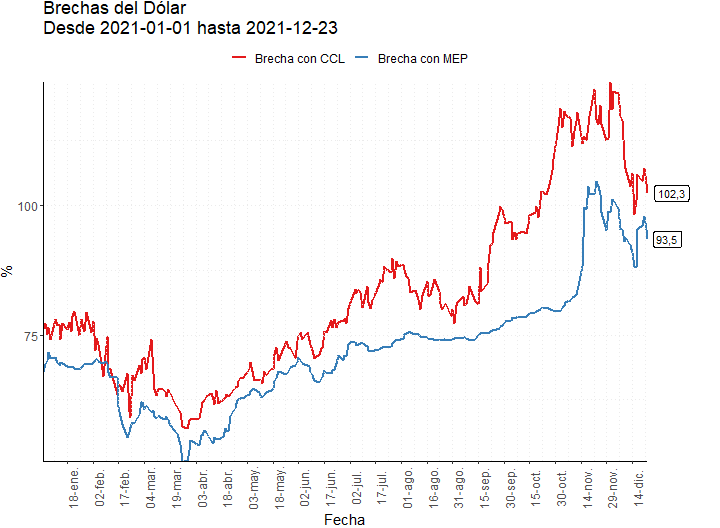 Brechas del Dólar
Desde 2021-01-01 hasta 2021-12-23
Brecha con CCL
Brecha con MEP
100
75
%
102,3
93,5
18-ene.
02-feb.
17-feb.
04-mar.
19-mar.
03-abr.
18-abr.
03-may.
18-may.
02-jun.
17-jun.
02-jul.
17-jul.
01-ago.
16-ago.
31-ago.
15-sep.
30-sep.
15-oct.
30-oct.
14-nov.
29-nov.
14-dic.
Fecha